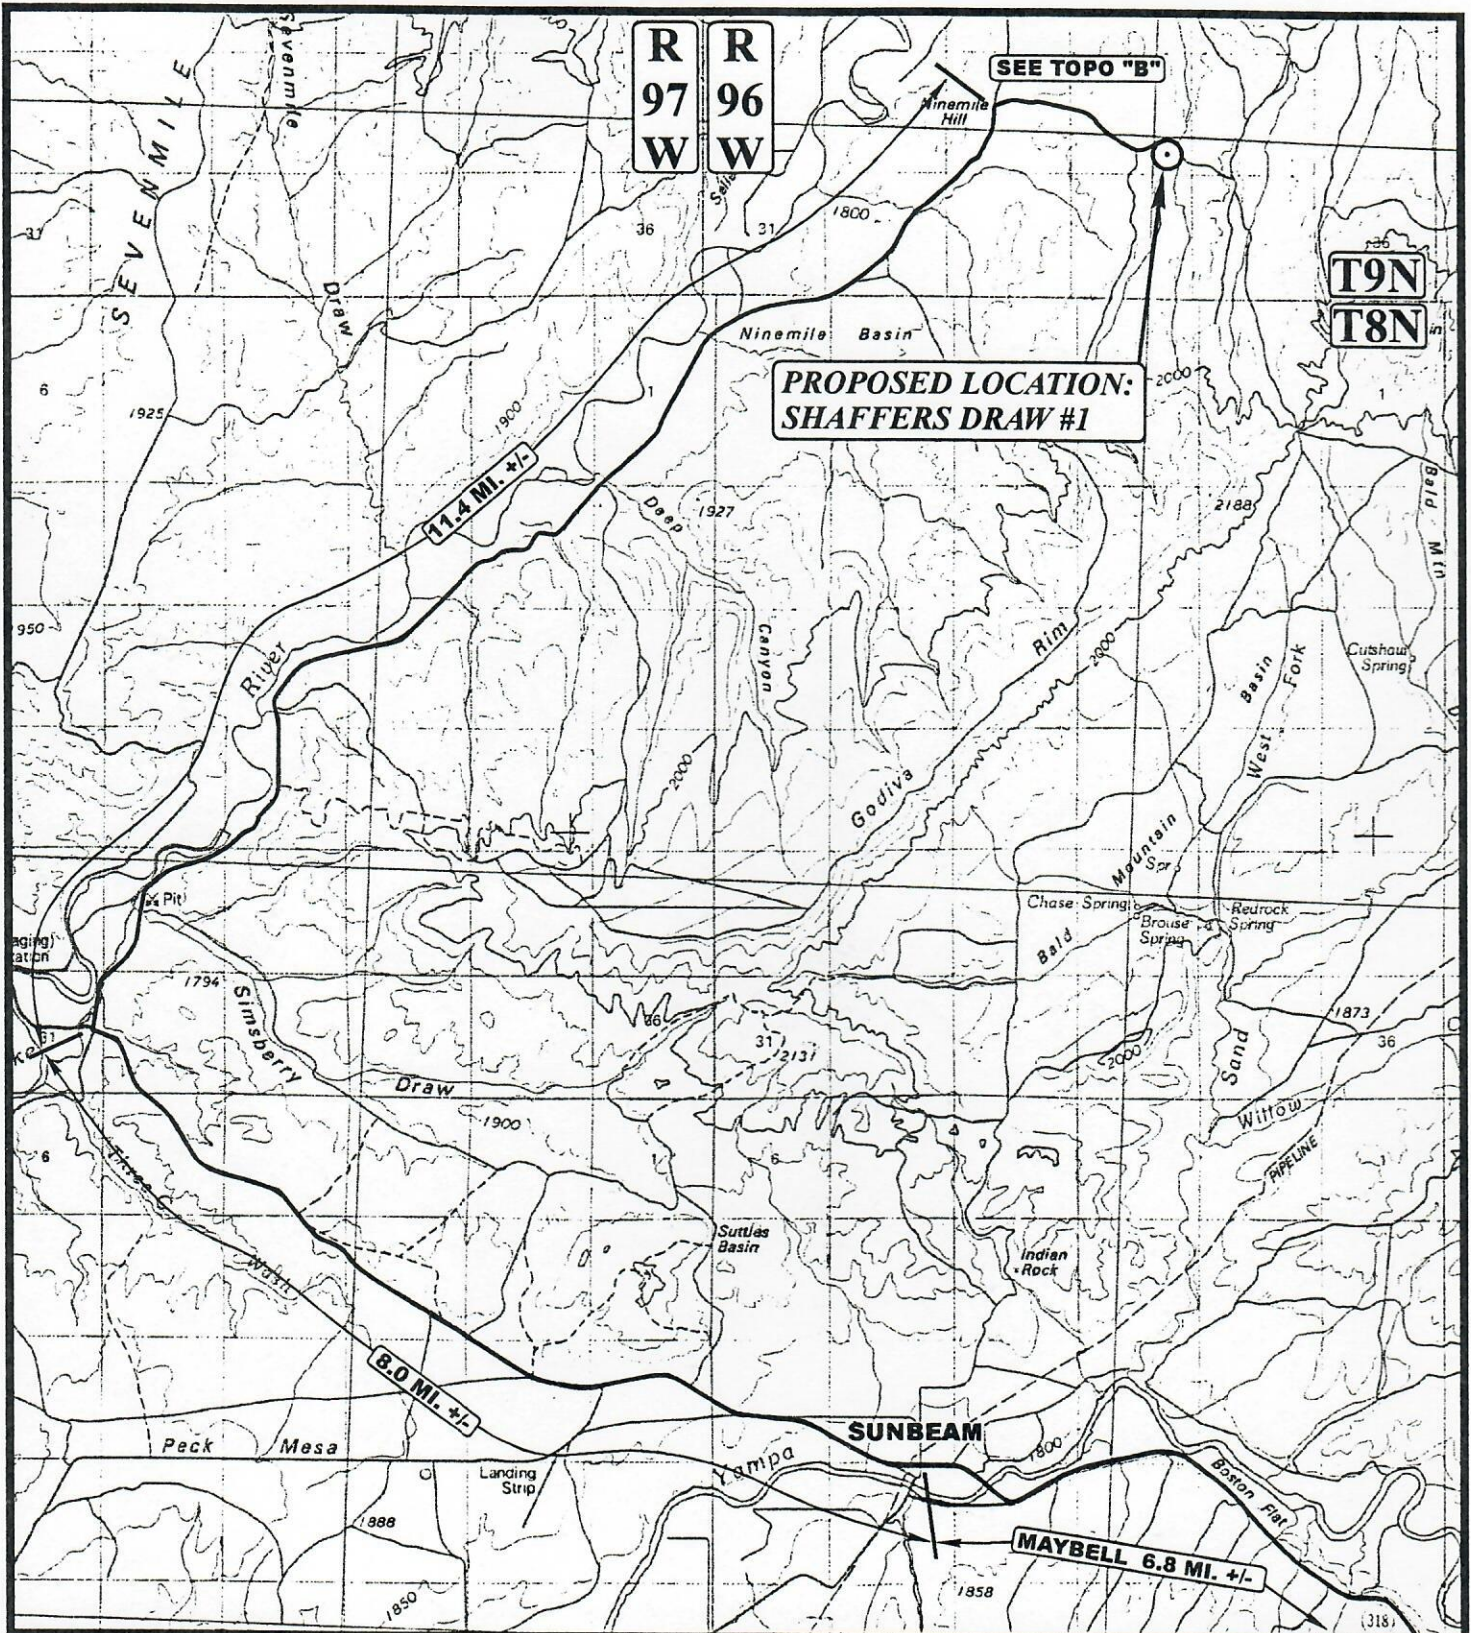 R
97
W
R
96
W
SEE TOPO "B"
Ninemile
Hill
Sevenmile
SEVENMILE
31
36
31
1800
36
T9N
T8N
Draw
Ninemile Basin
PROPOSED LOCATION:
SHAFFERS DRAW #1
6
1925
1900
1
2000
1
11.4 MI. +/-
Deep
1927
Canyon
2188
Bald Mtn
950
River
Rim
2000
Basin
West Fork
Cutshaw
Spring
2000
Godiva
Mountain
Spr
Pit
Chase Spring
Brouse
Spring
Redrock
Spring
Bald
aging)
1794
Simsberry
Draw
36
31
2131
31
2000
Sand
1873
36
Willow
PIPELINE
1900
6
6
Wash
Suttles
Basin
Indian
Rock
8.0 MI. +/-
SUNBEAM
Peck Mesa
Landing
Strip
Yampa
1800
Boston Flat
1888
MAYBELL 6.8 MI. +/-
1850
1858
318